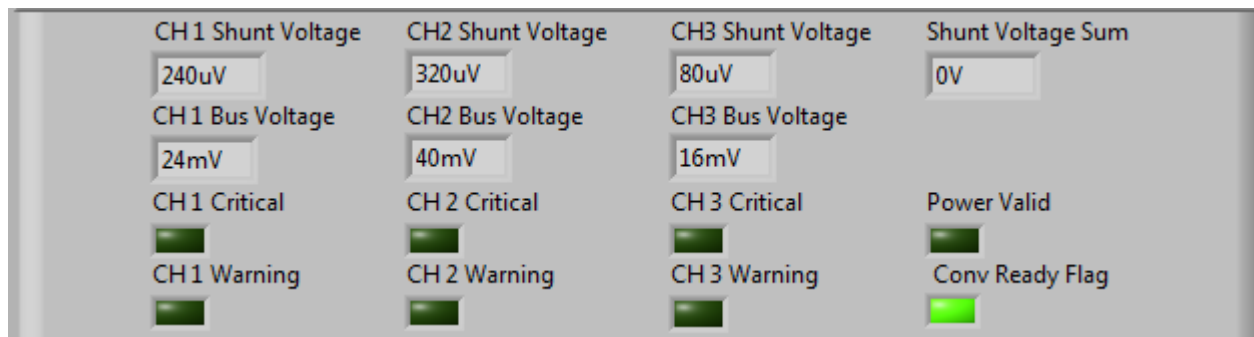 CH 1 Shunt Voltage CH2 Shunt Voltage CH3 Shunt Voltage Shunt Voltage Sum
240uV 320uV 80uV 0V
CH 1 Bus Voltage CH2 Bus Voltage CH3 Bus Voltage
24mV 40mV 16mV
CH 1 Critical CH 2 Critical CH 3 Critical Power Valid
CH 1 Warning CH 2 Warning CH 3 Warning Conv Ready Flag